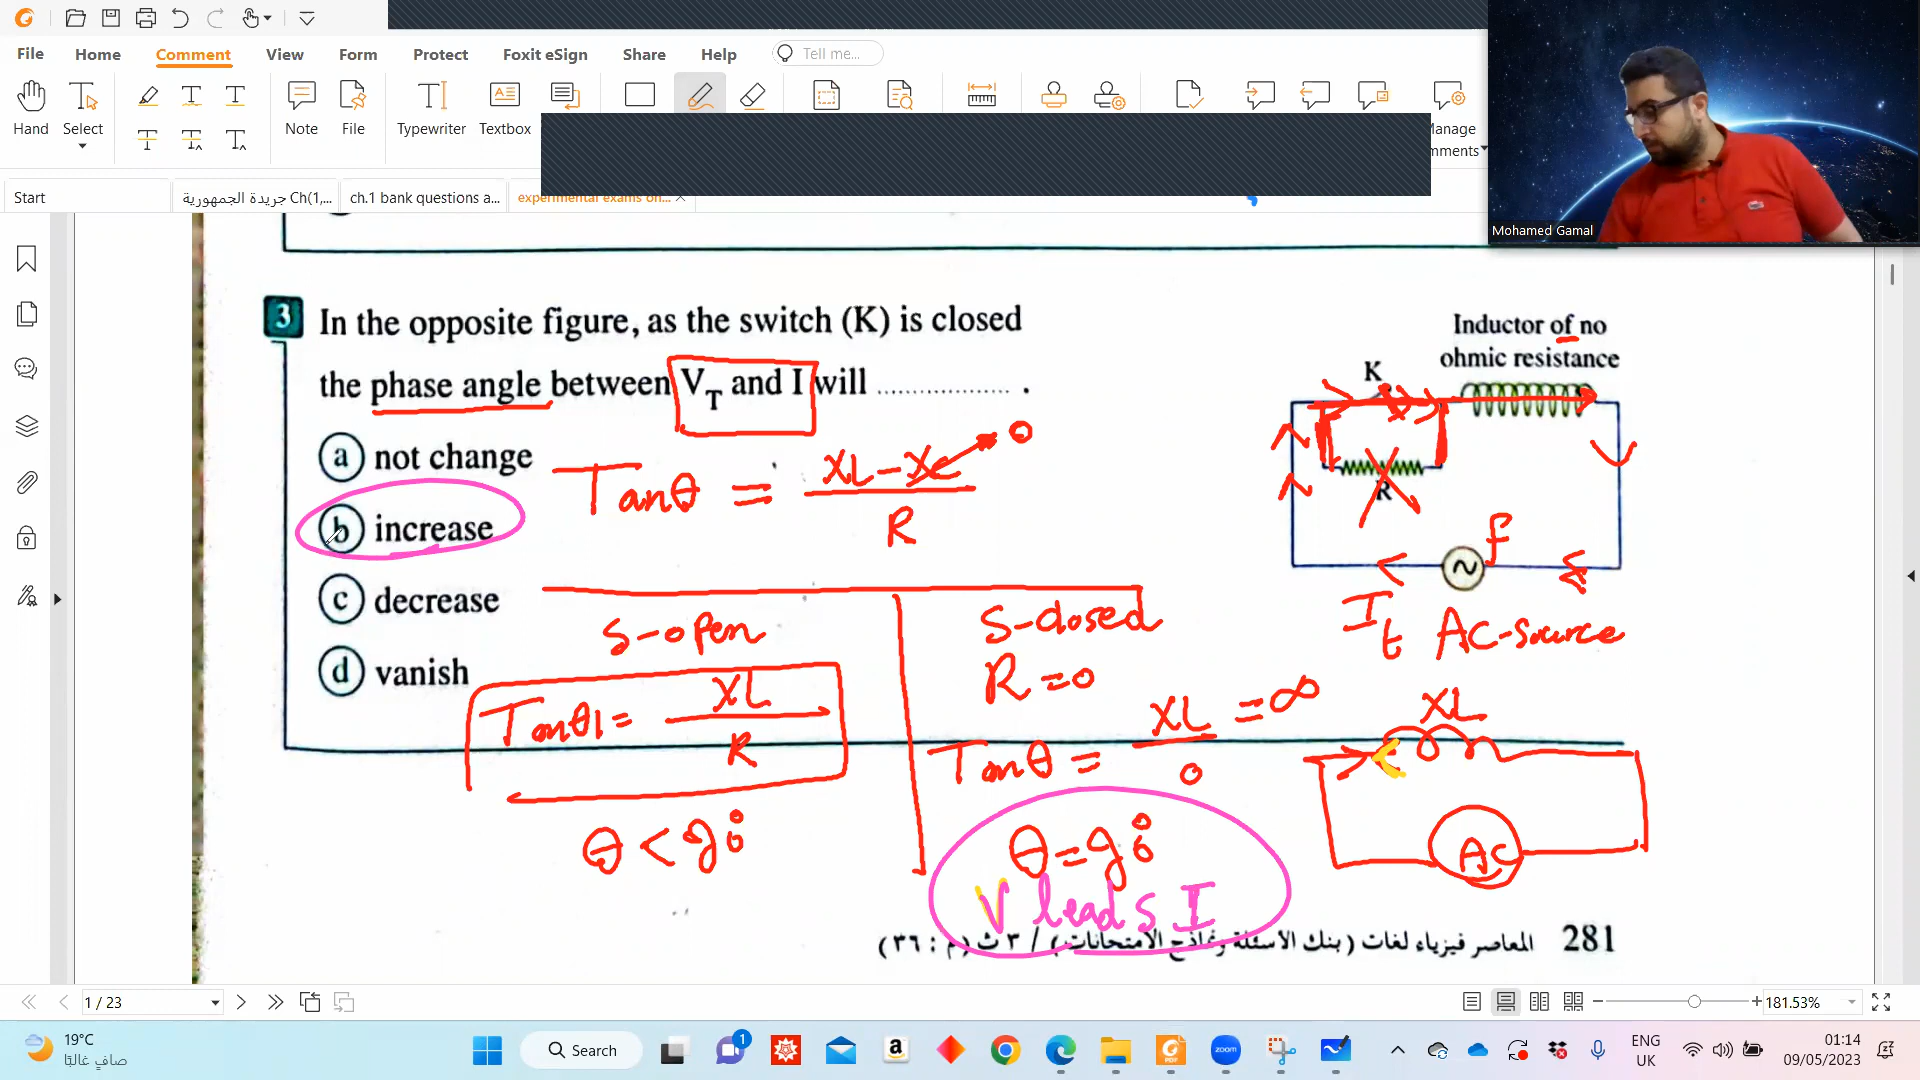 File Home Comment View Form Protect Foxit eSign Share Help Tell me...
Hand Select Note File Typewriter Textbox
Start جريدة الجمهورية Ch(1,... ch.1 bank questions a... experimental exams on...
Mohamed Gamal
3 In the opposite figure, as the switch (K) is closed
the phase angle between VT and I will .................... .
a not change
b increase
c decrease
d vanish
Inductor of no
ohmic resistance
K
R
f
It AC-source
Tanθ = XL - XC / R
0
S-open
Tanθ1 = XL / R
θ < 90°
S-closed
R = 0
Tanθ = XL / 0 = ∞
θ = 90°
V leads I
XL
AC
المعاصر فيزياء لغات (بنك الأسئلة ونماذج الامتحانات) / ٣ ث (م : ٣٦) 281
1 / 23 181.53%
19°C
صافٍ غالبًا
Search
1
ENG
UK
01:14
09/05/2023